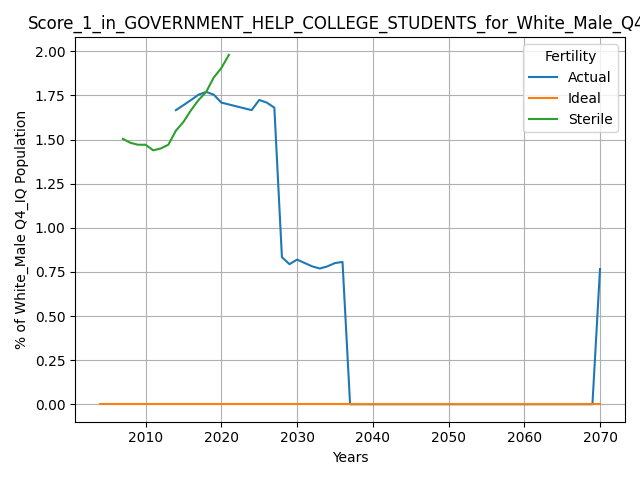 Score_1_in_GOVERNMENT_HELP_COLLEGE_STUDENTS_for_White_Male_Q4
Fertility
Actual
Ideal
Sterile
% of White_Male Q4_IQ Population
2.00
1.75
1.50
1.25
1.00
0.75
0.50
0.25
0.00
2010 2020 2030 2040 2050 2060 2070
Years